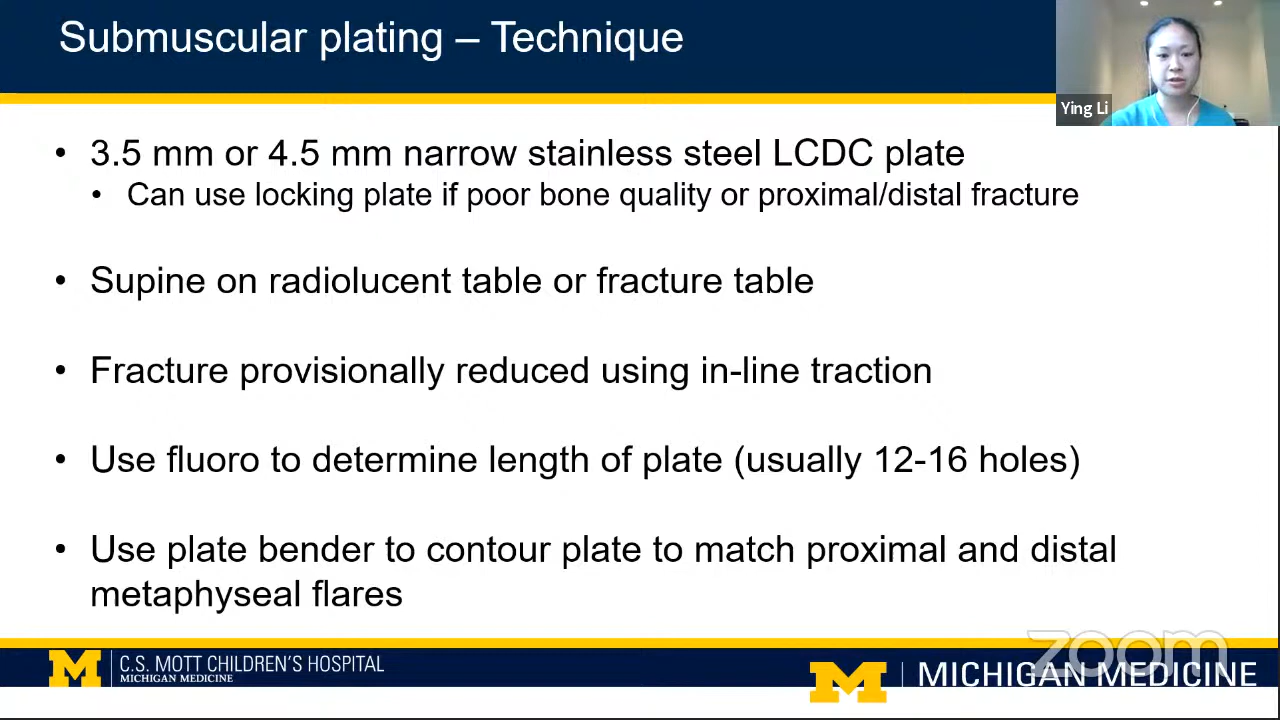 Submuscular plating – Technique
Ying Li
• 3.5 mm or 4.5 mm narrow stainless steel LCDC plate
• Can use locking plate if poor bone quality or proximal/distal fracture
• Supine on radiolucent table or fracture table
• Fracture provisionally reduced using in-line traction
• Use fluoro to determine length of plate (usually 12-16 holes)
• Use plate bender to contour plate to match proximal and distal
metaphyseal flares
zoom
M C.S. MOTT CHILDREN'S HOSPITAL
MICHIGAN MEDICINE
M MICHIGAN MEDICINE